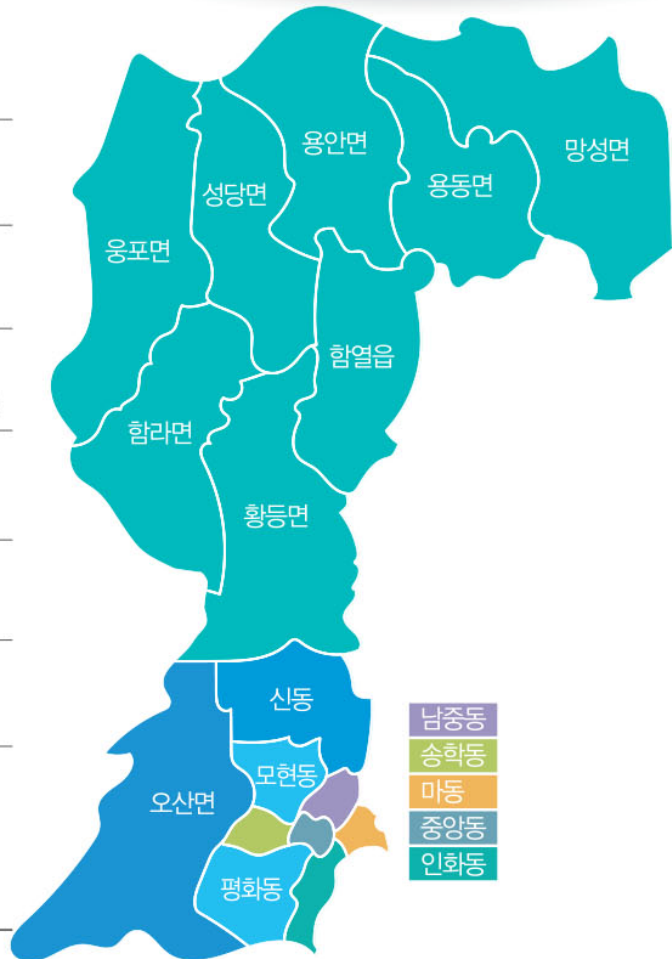 용안면
망성면
성당면
용동면
웅포면
함열읍
함라면
황등면
신동
모현동
오산면
평화동
남중동
송학동
마동
중앙동
인화동